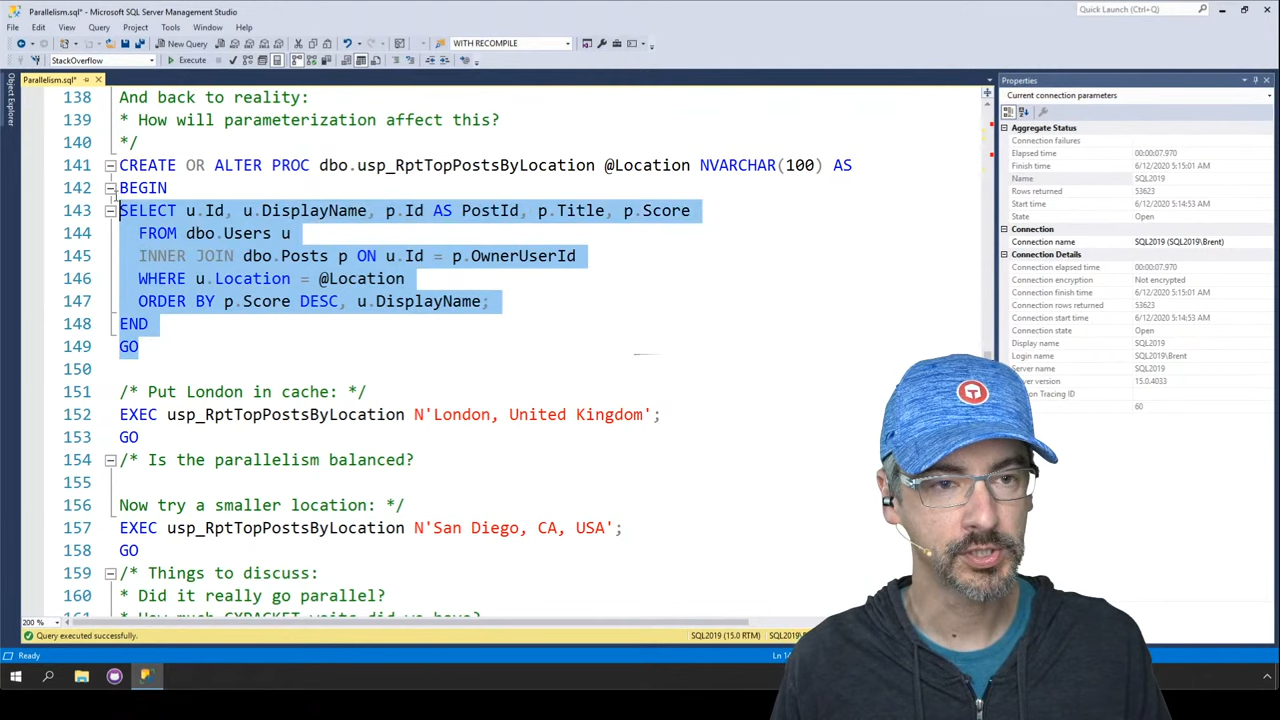 Parallelism.sql* - Microsoft SQL Server Management Studio
Quick Launch (Ctrl+Q)
File Edit View Query Project Tools Window Help
New Query
WITH RECOMPILE
StackOverflow
Execute
Object Explorer
Parallelism.sql*
138 And back to reality:
139 * How will parameterization affect this?
140 */
141 CREATE OR ALTER PROC dbo.usp_RptTopPostsByLocation @Location NVARCHAR(100) AS
142 BEGIN
143 SELECT u.Id, u.DisplayName, p.Id AS PostId, p.Title, p.Score
144 FROM dbo.Users u
145 INNER JOIN dbo.Posts p ON u.Id = p.OwnerUserId
146 WHERE u.Location = @Location
147 ORDER BY p.Score DESC, u.DisplayName;
148 END
149 GO
150
151 /* Put London in cache: */
152 EXEC usp_RptTopPostsByLocation N'London, United Kingdom';
153 GO
154 /* Is the parallelism balanced?
155
156 Now try a smaller location: */
157 EXEC usp_RptTopPostsByLocation N'San Diego, CA, USA';
158 GO
159 /* Things to discuss:
160 * Did it really go parallel?
161
200 %
Query executed successfully.
SQL2019 (15.0 RTM)
Ready
Properties
Current connection parameters
Aggregate Status
Connection failures
Elapsed time 00:00:07.970
Finish time 6/12/2020 5:15:01 AM
Name SQL2019
Rows returned 53623
Start time 6/12/2020 5:14:53 AM
State Open
Connection
Connection name SQL2019 (SQL2019\Brent)
Connection Details
Connection elapsed time 00:00:07.970
Connection encryption Not encrypted
Connection finish time 6/12/2020 5:15:01 AM
Connection rows returned 53623
Connection start time 6/12/2020 5:14:53 AM
Connection state Open
Display name SQL2019
Login name SQL2019\Brent
Server name SQL2019
version 15.0.4033
Tracing ID
60